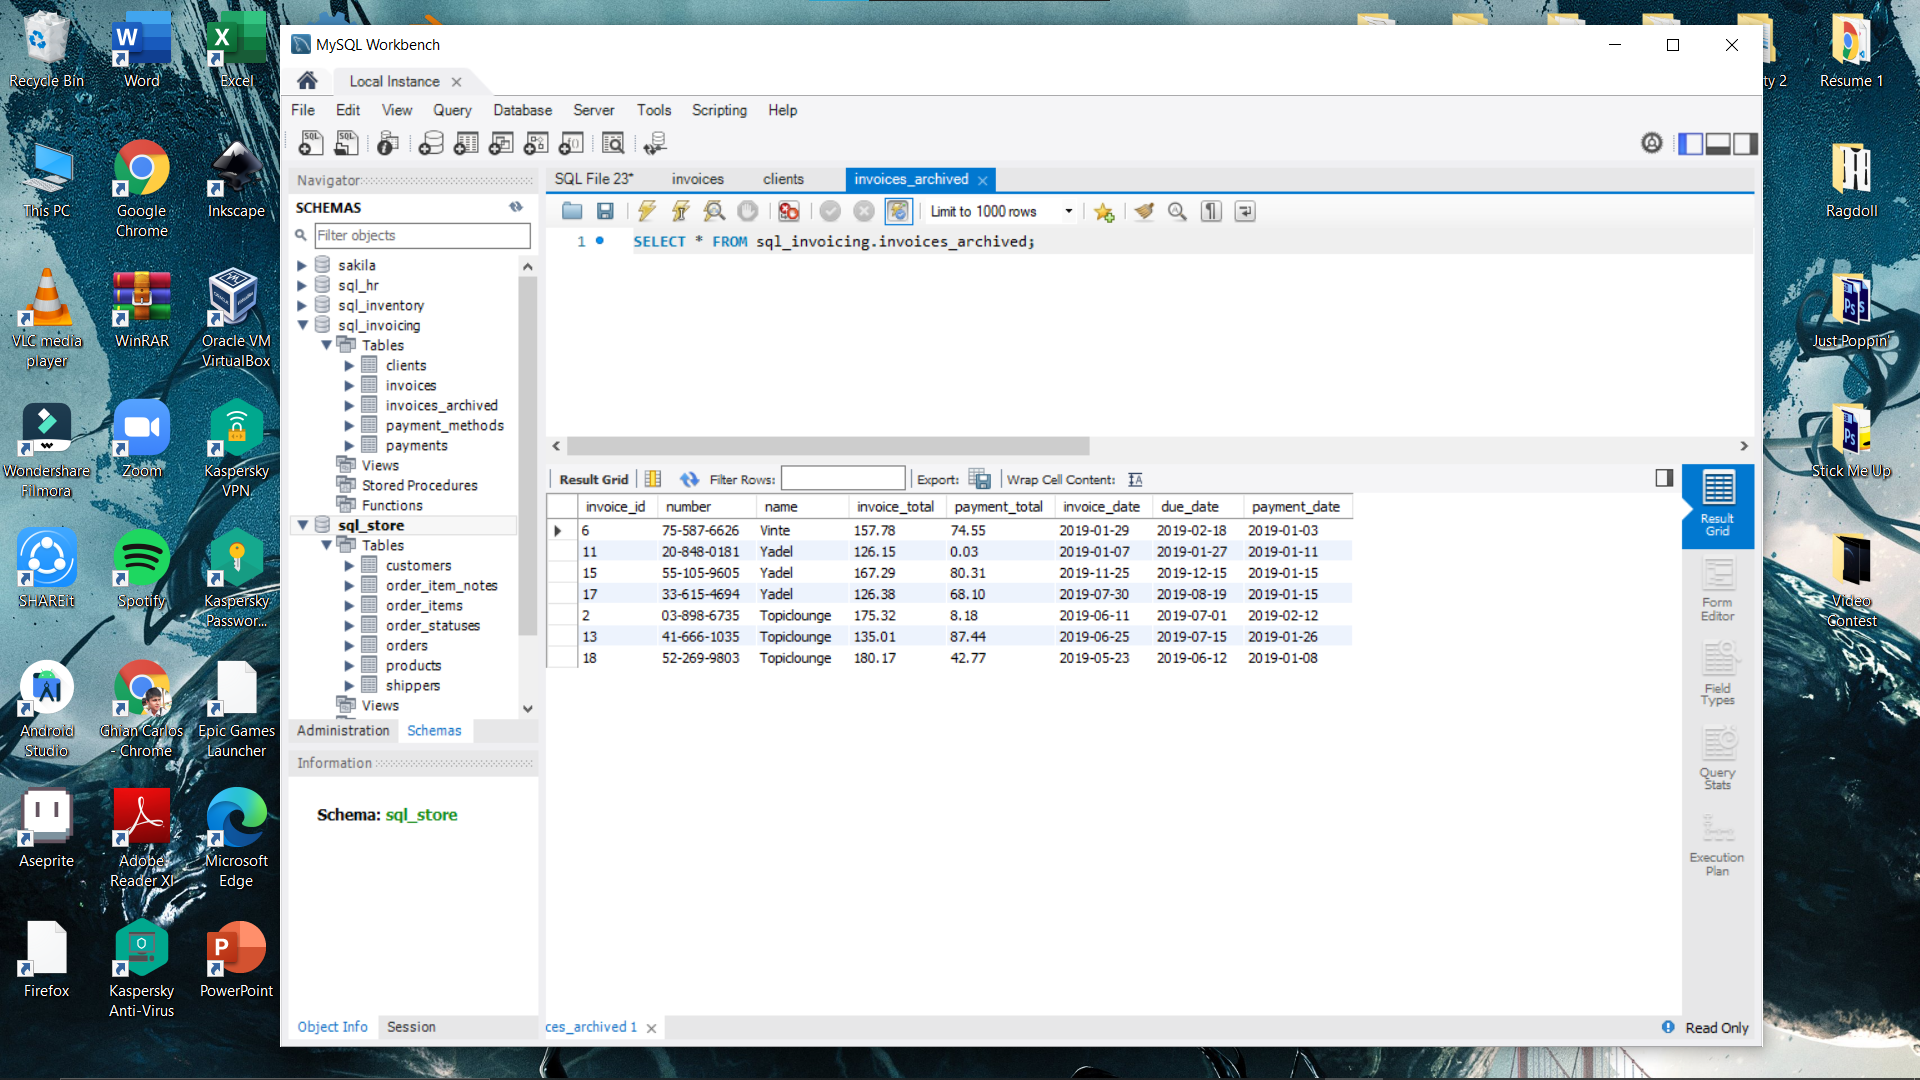 MySQL Workbench
Local Instance
File Edit View Query Database Server Tools Scripting Help
Navigator
SCHEMAS
Filter objects
sakila
sql_hr
sql_inventory
sql_invoicing
Tables
clients
invoices
invoices_archived
payment_methods
payments
Views
Stored Procedures
Functions
sql_store
Tables
customers
order_item_notes
order_items
order_statuses
orders
products
shippers
Views
Administration Schemas
Information
Schema: sql_store
Object Info Session
SQL File 23* invoices clients invoices_archived
Limit to 1000 rows
1 SELECT * FROM sql_invoicing.invoices_archived;
Result Grid Filter Rows: Export: Wrap Cell Content:
invoice_id number name invoice_total payment_total invoice_date due_date payment_date
6 75-587-6626 Vinte 157.78 74.55 2019-01-29 2019-02-18 2019-01-03
11 20-848-0181 Yadel 126.15 0.03 2019-01-07 2019-01-27 2019-01-11
15 55-105-9605 Yadel 167.29 80.31 2019-11-25 2019-12-15 2019-01-15
17 33-615-4694 Yadel 126.38 68.10 2019-07-30 2019-08-19 2019-01-15
2 03-898-6735 Topiclounge 175.32 8.18 2019-06-11 2019-07-01 2019-02-12
13 41-666-1035 Topiclounge 135.01 87.44 2019-06-25 2019-07-15 2019-01-26
18 52-269-9803 Topiclounge 180.17 42.77 2019-05-23 2019-06-12 2019-01-08
Result
Grid
Form
Editor
Field
Types
Query
Stats
Execution
Plan
ces_archived 1
Read Only
Recycle Bin
Word
Excel
This PC
Google
Chrome
Inkscape
VLC media
player
WinRAR
Oracle VM
VirtualBox
Wondershare
Filmora
Zoom
Kaspersky
VPN
SHAREit
Spotify
Kaspersky
Passwor...
Android
Studio
Ghian Carlos
- Chrome
Epic Games
Launcher
Aseprite
Adobe
Reader XI
Microsoft
Edge
Firefox
Kaspersky
Anti-Virus
PowerPoint
ty 2
Resume 1
Ragdoll
Just Poppin'
Stick Me Up
Video
Contest